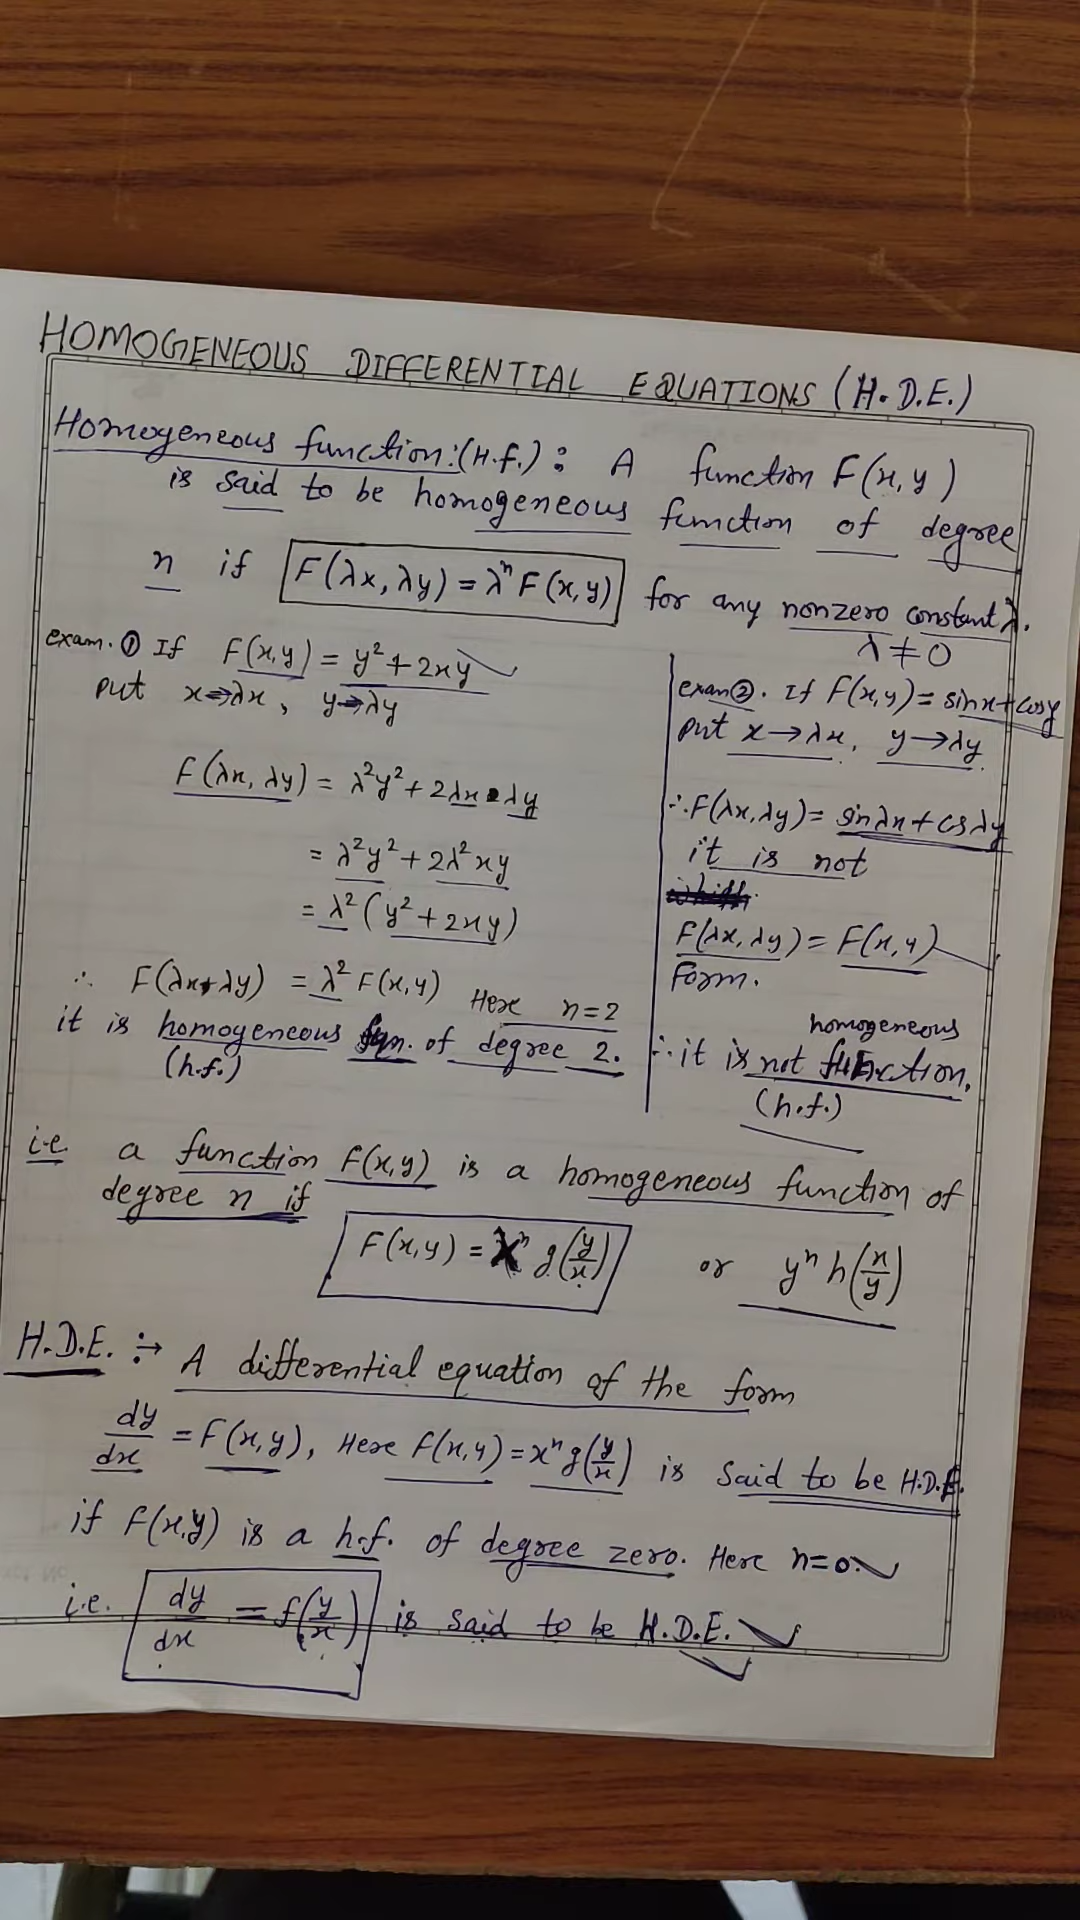 HOMOGENEOUS DIFFERENTIAL EQUATIONS (H.D.E.)
Homogeneous function:(H.f.): A function F(x,y)
is said to be homogeneous function of degree
n if F(λx, λy) = λⁿ F(x,y) for any nonzero constant λ.
λ ≠ 0
exam. ① If F(x,y) = y² + 2xy
put x→λx, y→λy
F(λx, λy) = λ²y² + 2λx • λy
= λ²y² + 2λ²xy
= λ² (y² + 2xy)
∴ F(λx, λy) = λ² F(x,y) Here n=2
it is homogeneous fun. of degree 2.
(h.f.)
exam②. If F(x,y) = sinx + cosy
put x→λx, y→λy
∴ F(λx,λy) = sinλx + cosλy
it is not
F(λx, λy) = F(x,y)
Form.
homogeneous
∴ it is not function.
(h.f.)
i.e. a function F(x,y) is a homogeneous function of
degree n if
F(x,y) = xⁿ g(y/x) or yⁿ h(x/y)
H.D.E. :→ A differential equation of the form
dy/dx = F(x,y), Here F(x,y) = xⁿ g(y/x) is said to be H.D.E.
if F(x,y) is a h.f. of degree zero. Here n=0.
i.e. dy/dx = f(y/x) is said to be H.D.E.